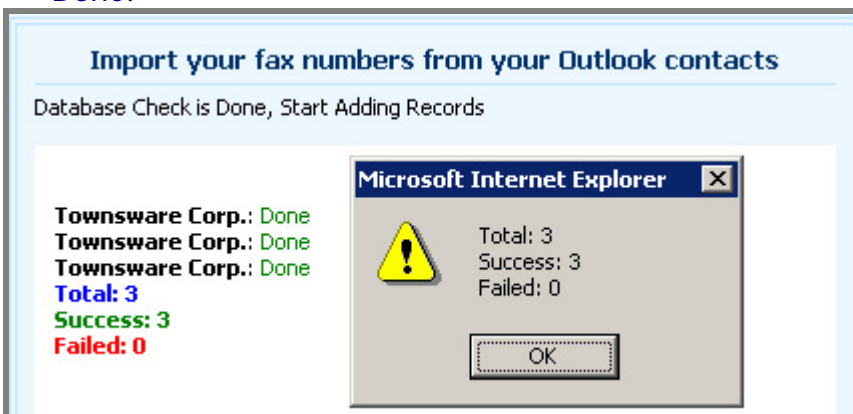 Done.
Import your fax numbers from your Outlook contacts
Database Check is Done, Start Adding Records
Townsware Corp.: Done
Townsware Corp.: Done
Townsware Corp.: Done
Total: 3
Success: 3
Failed: 0
Microsoft Internet Explorer
Total: 3
Success: 3
Failed: 0
OK